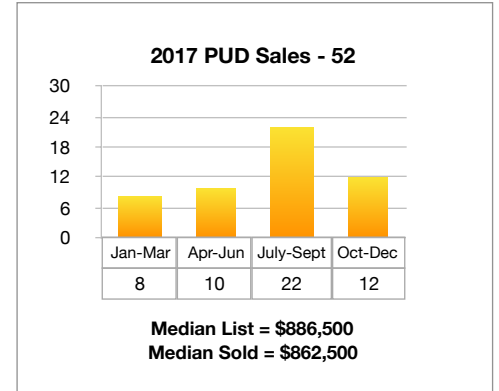 2017 PUD Sales - 52
30
24
18
12
6
0
Jan-Mar Apr-Jun July-Sept Oct-Dec
8 10 22 12
Median List = $886,500
Median Sold = $862,500